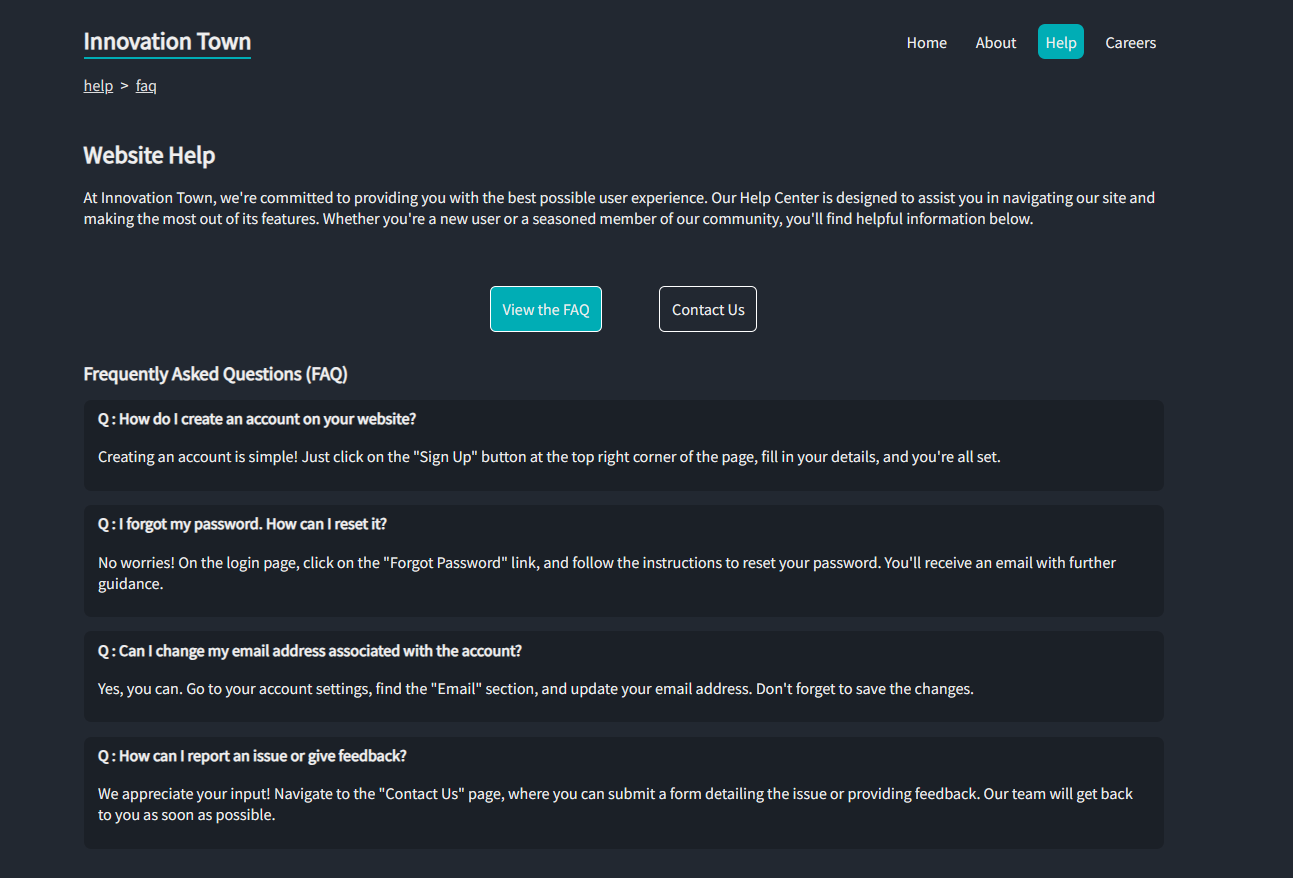 Innovation Town
Home About Help Careers
help > faq
Website Help
At Innovation Town, we're committed to providing you with the best possible user experience. Our Help Center is designed to assist you in navigating our site and
making the most out of its features. Whether you're a new user or a seasoned member of our community, you'll find helpful information below.
View the FAQ Contact Us
Frequently Asked Questions (FAQ)
Q : How do I create an account on your website?
Creating an account is simple! Just click on the "Sign Up" button at the top right corner of the page, fill in your details, and you're all set.
Q : I forgot my password. How can I reset it?
No worries! On the login page, click on the "Forgot Password" link, and follow the instructions to reset your password. You'll receive an email with further
guidance.
Q : Can I change my email address associated with the account?
Yes, you can. Go to your account settings, find the "Email" section, and update your email address. Don't forget to save the changes.
Q : How can I report an issue or give feedback?
We appreciate your input! Navigate to the "Contact Us" page, where you can submit a form detailing the issue or providing feedback. Our team will get back
to you as soon as possible.